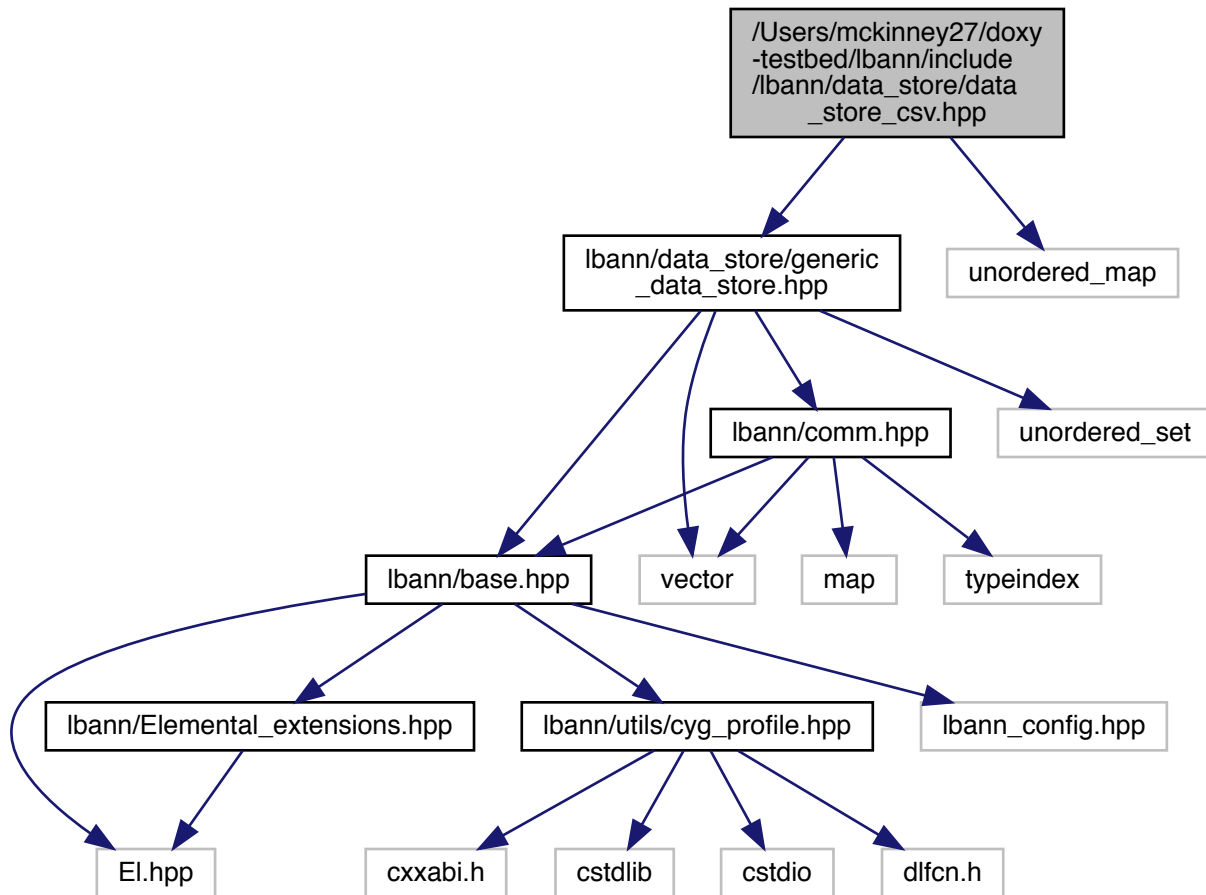 /Users/mckinney27/doxy
-testbed/lbann/include
/lbann/data_store/data
_store_csv.hpp
lbann/data_store/generic
_data_store.hpp
unordered_map
lbann/comm.hpp
unordered_set
lbann/base.hpp
vector
map
typeindex
lbann/Elemental_extensions.hpp
lbann/utils/cyg_profile.hpp
lbann_config.hpp
El.hpp
cxxabi.h
cstdlib
cstdio
dlfcn.h